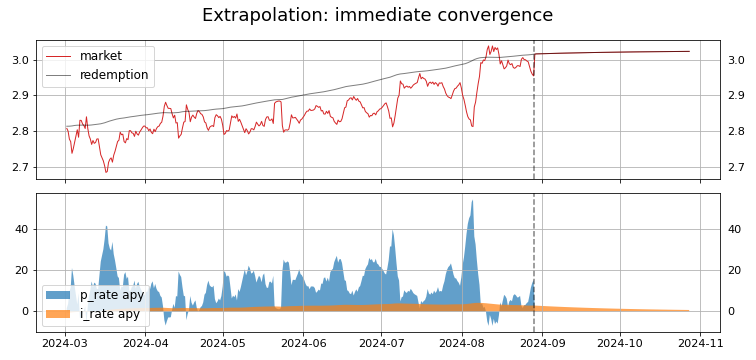 Extrapolation: immediate convergence
market
redemption
3.0 3.0
2.9 2.9
2.8 2.8
2.7 2.7
40 40
20 20
0 0
p_rate apy
i_rate apy
2024-03 2024-04 2024-05 2024-06 2024-07 2024-08 2024-09 2024-10 2024-11